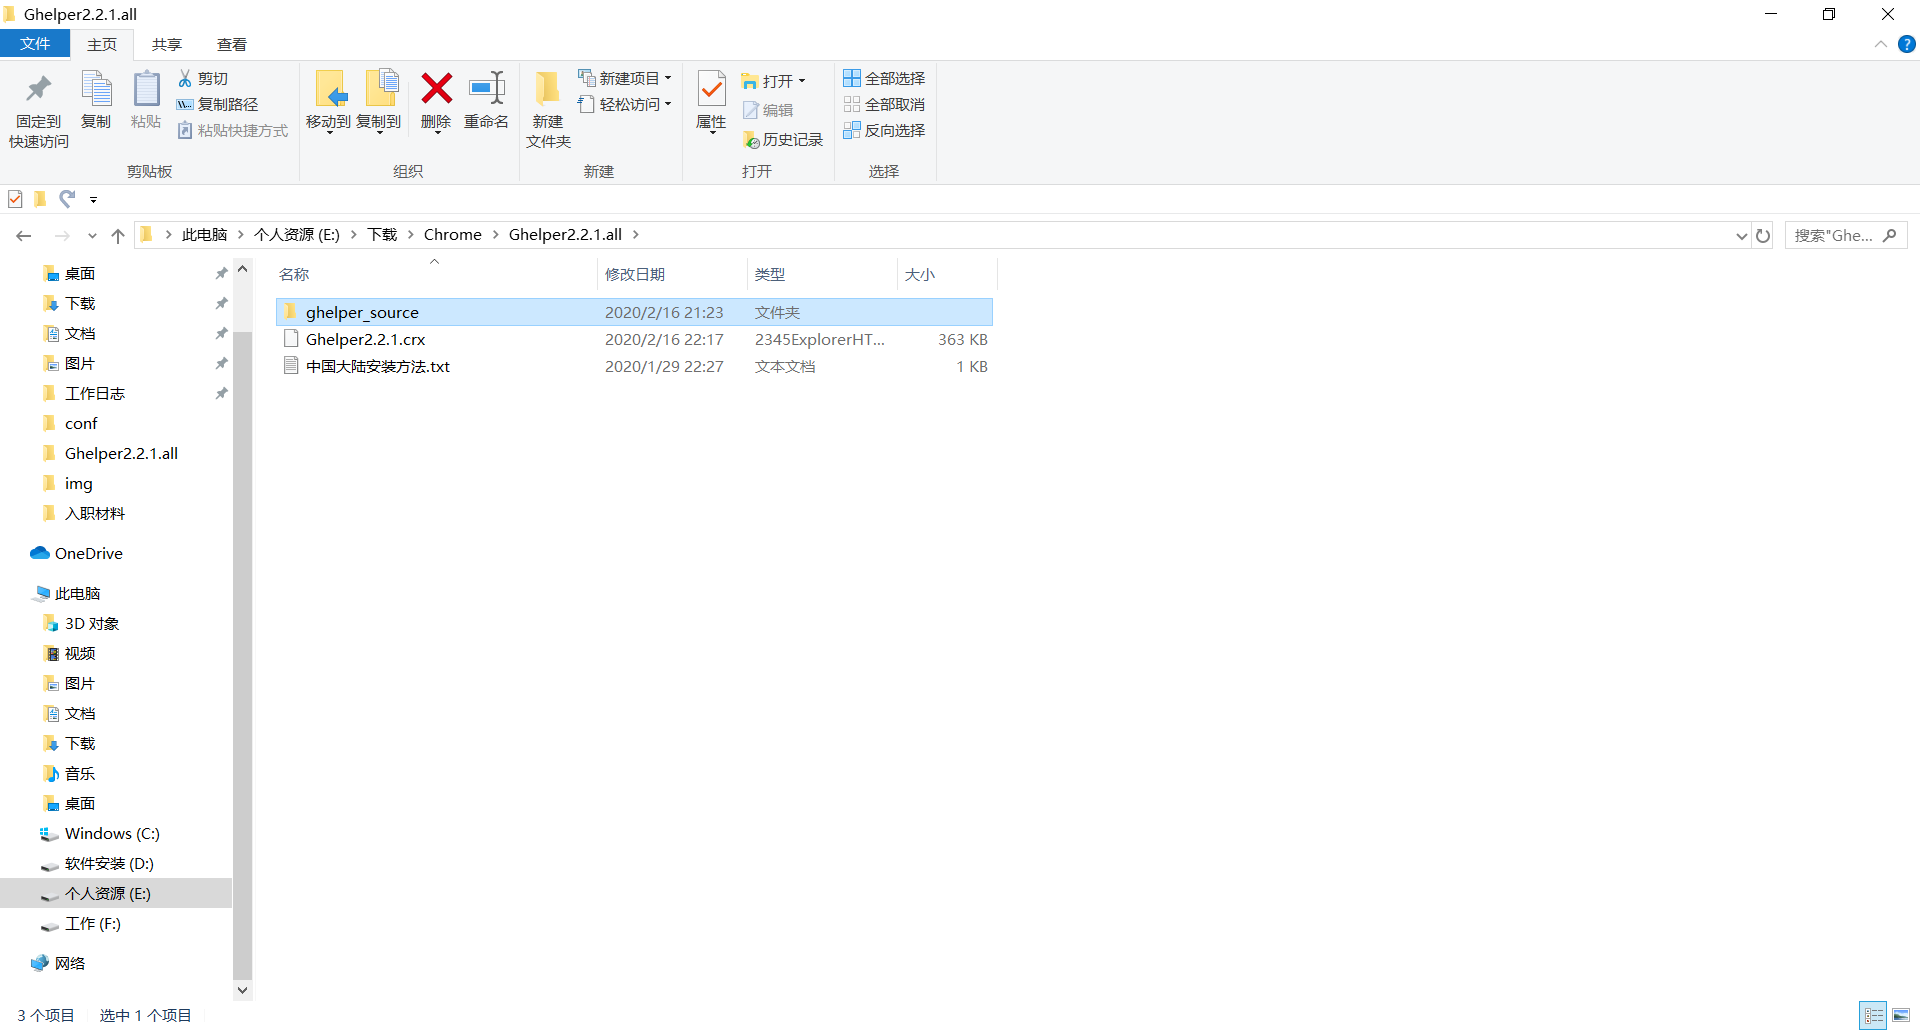 Ghelper2.2.1.all
文件 主页 共享 查看
固定到快速访问
复制
粘贴
剪切
复制路径
粘贴快捷方式
剪贴板
移动到
复制到
删除
重命名
组织
新建文件夹
新建项目
轻松访问
新建
属性
打开
编辑
历史记录
打开
全部选择
全部取消
反向选择
选择
此电脑 > 个人资源 (E:) > 下载 > Chrome > Ghelper2.2.1.all >
搜索"Ghe...
桌面
下载
文档
图片
工作日志
conf
Ghelper2.2.1.all
img
入职材料
OneDrive
此电脑
3D 对象
视频
图片
文档
下载
音乐
桌面
Windows (C:)
软件安装 (D:)
个人资源 (E:)
工作 (F:)
网络
名称 修改日期 类型 大小
ghelper_source 2020/2/16 21:23 文件夹
Ghelper2.2.1.crx 2020/2/16 22:17 2345ExplorerHT... 363 KB
中国大陆安装方法.txt 2020/1/29 22:27 文本文档 1 KB
3 个项目 选中 1 个项目